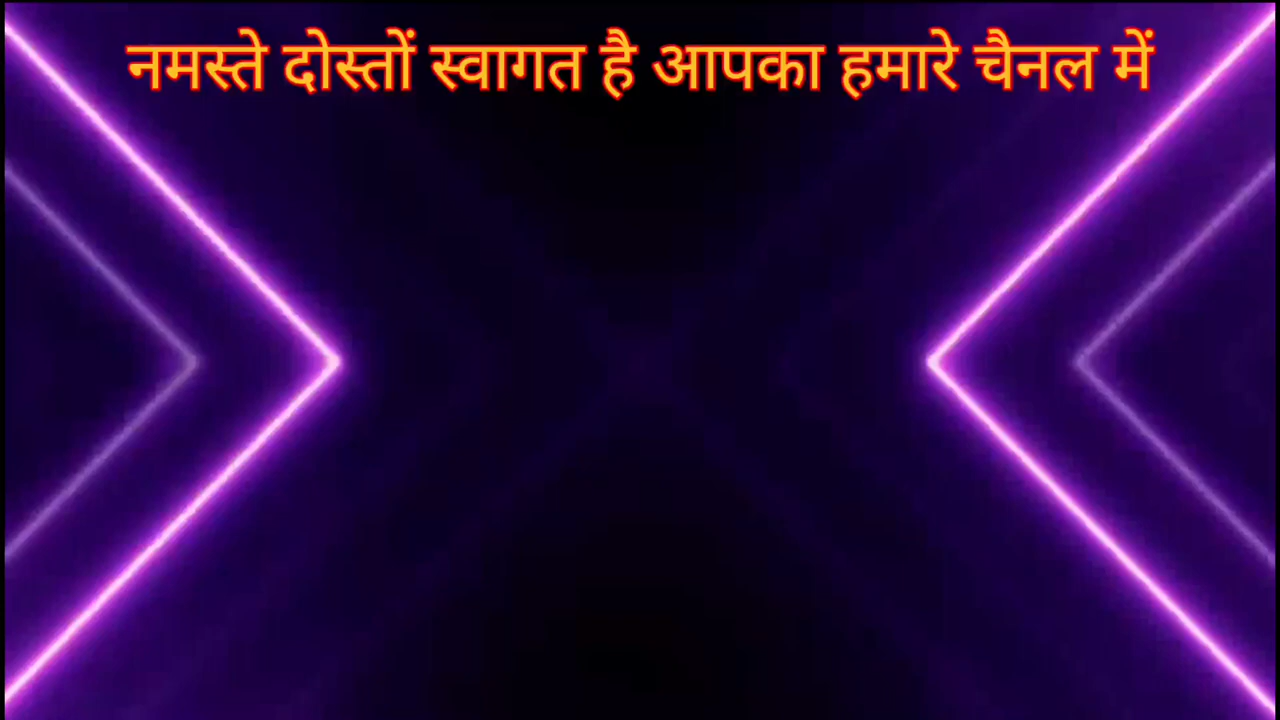 नमस्ते दोस्तों स्वागत है आपका हमारे चैनल में